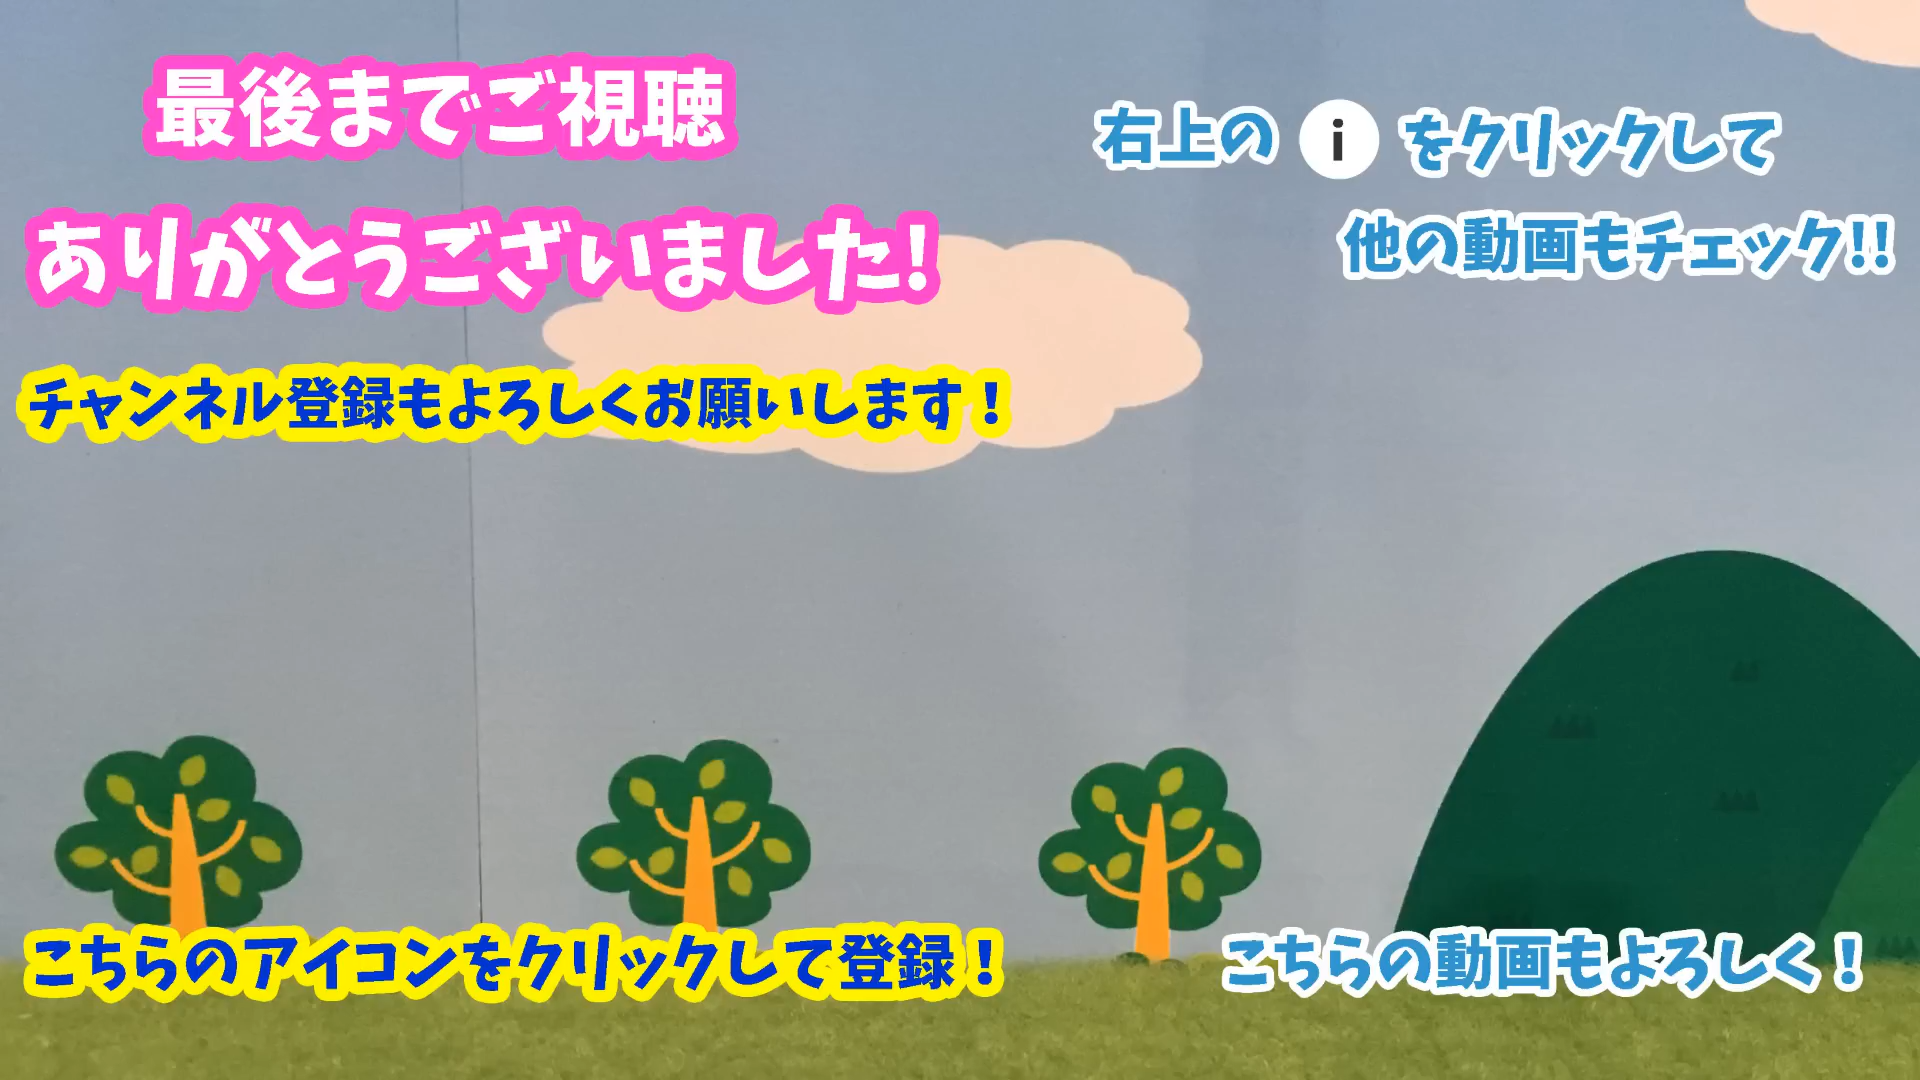 最後までご視聴
ありがとうございました!
チャンネル登録もよろしくお願いします！
右上の i をクリックして
他の動画もチェック!!
こちらのアイコンをクリックして登録！
こちらの動画もよろしく！